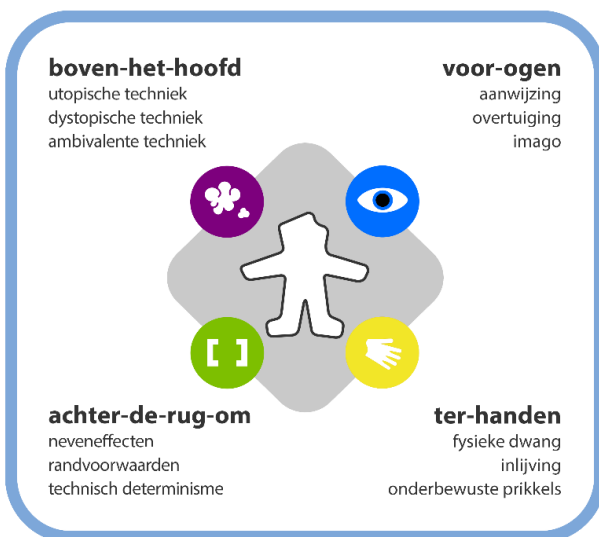 boven-het-hoofd
utopische techniek
dystopische techniek
ambivalente techniek
voor-ogen
aanwijzing
overtuiging
imago
[ ]
achter-de-rug-om
neveneffecten
randvoorwaarden
technisch determinisme
ter-handen
fysieke dwang
inlijving
onderbewuste prikkels